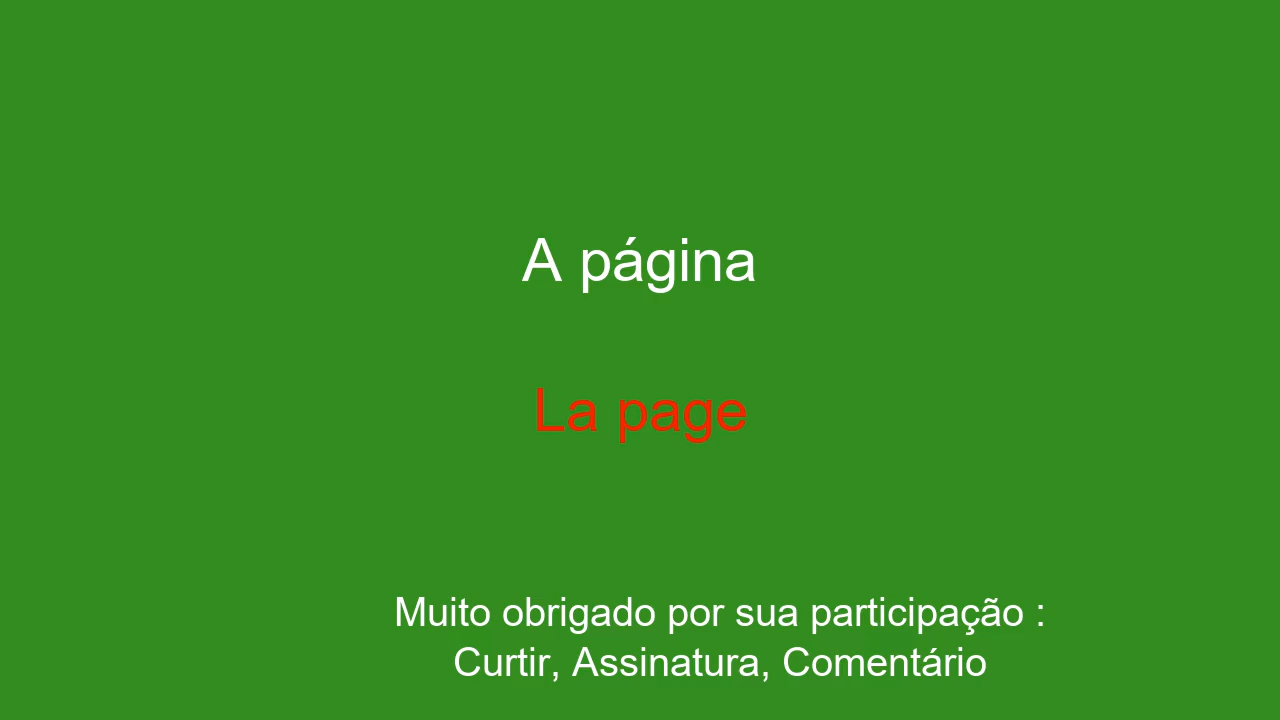 A página
La page
Muito obrigado por sua participação :
Curtir, Assinatura, Comentário